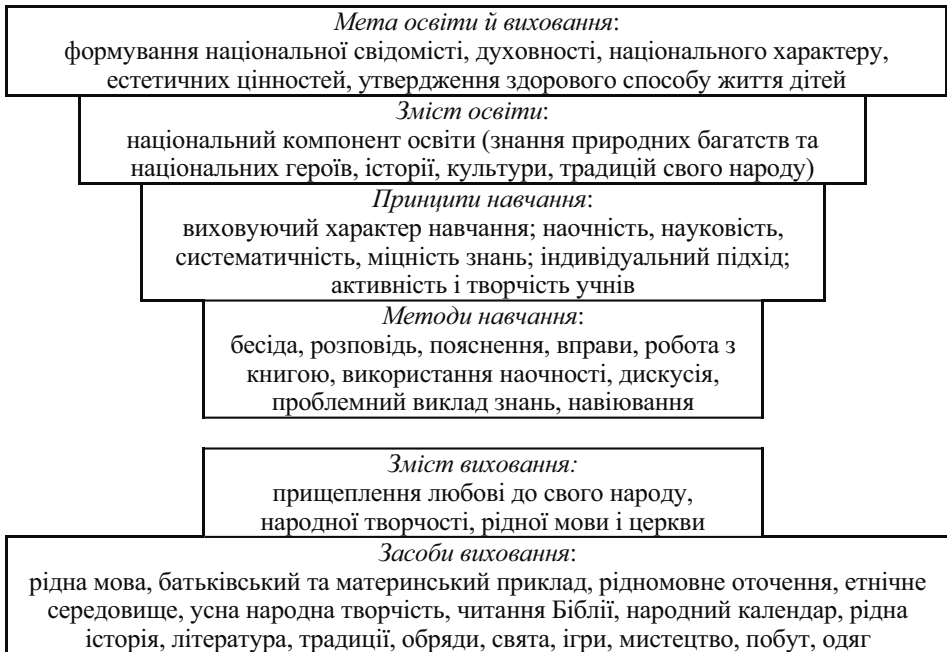 Мета освіти й виховання:
формування національної свідомісті, духовності, національного характеру,
естетичних цінностей, утвердження здорового способу життя дітей
Зміст освіти:
національний компонент освіти (знання природних багатств та
національних героїв, історії, культури, традицій свого народу)
Принципи навчання:
виховуючий характер навчання; наочність, науковість,
систематичність, міцність знань; індивідуальний підхід;
активність і творчість учнів
Методи навчання:
бесіда, розповідь, пояснення, вправи, робота з
книгою, використання наочності, дискусія,
проблемний виклад знань, навіювання
Зміст виховання:
прищеплення любові до свого народу,
народної творчості, рідної мови і церкви
Засоби виховання:
рідна мова, батьківський та материнський приклад, рідномовне оточення, етнічне
середовище, усна народна творчість, читання Біблії, народний календар, рідна
історія, література, традиції, обряди, свята, ігри, мистецтво, побут, одяг